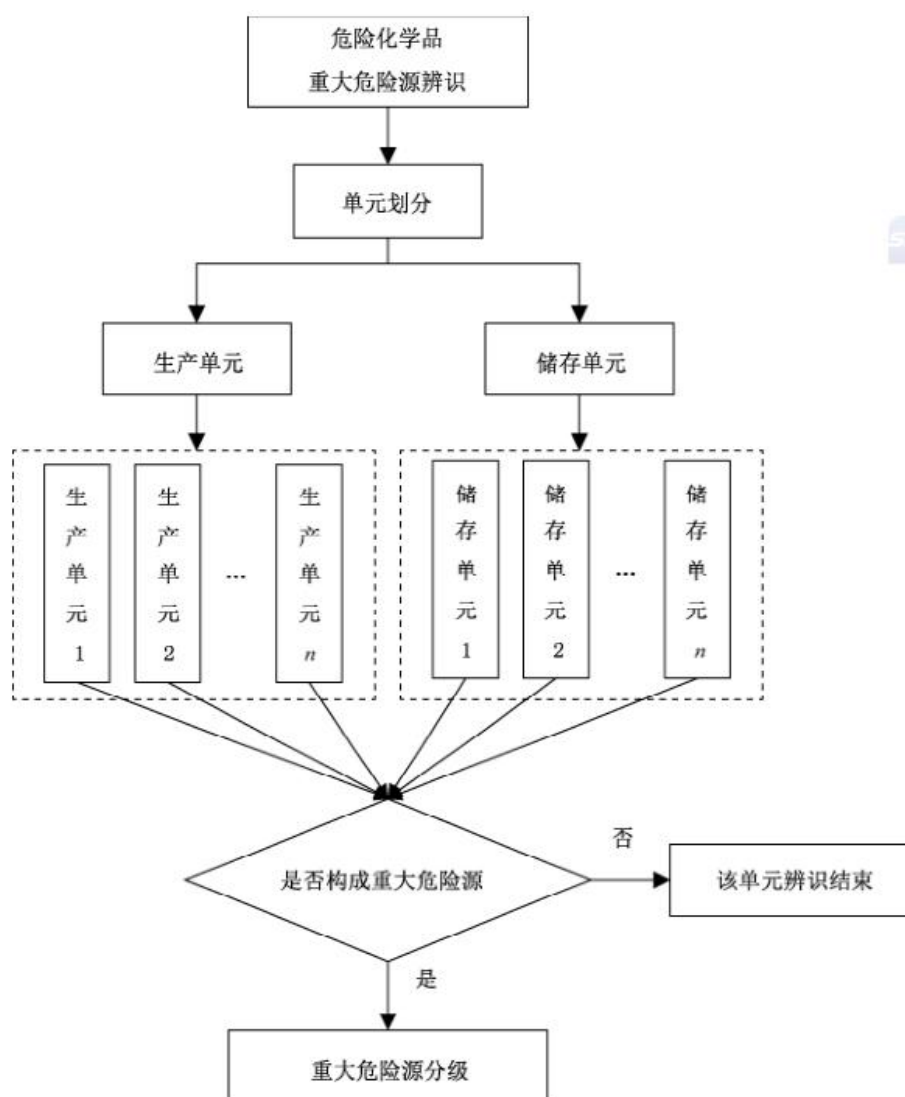 危险化学品
重大危险源辨识
单元划分
生产单元
储存单元
生产单元1
生产单元2
...
生产单元n
储存单元1
储存单元2
...
储存单元n
是否构成重大危险源
否
该单元辨识结束
是
重大危险源分级